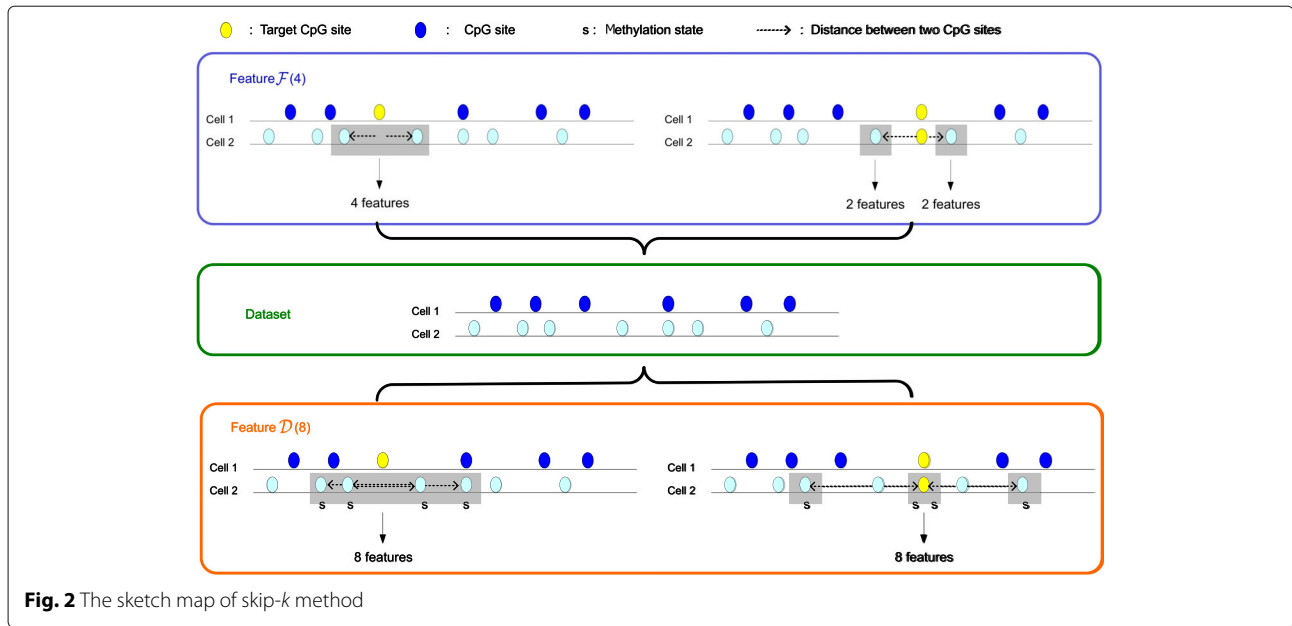 : Target CpG site : CpG site s : Methylation state : Distance between two CpG sites
Feature F(4)
Cell 1
Cell 2
4 features
Cell 1
Cell 2
2 features 2 features
Dataset
Cell 1
Cell 2
Feature D(8)
Cell 1
Cell 2
s s s s
8 features
Cell 1
Cell 2
s s s s
8 features
Fig. 2 The sketch map of skip-k method